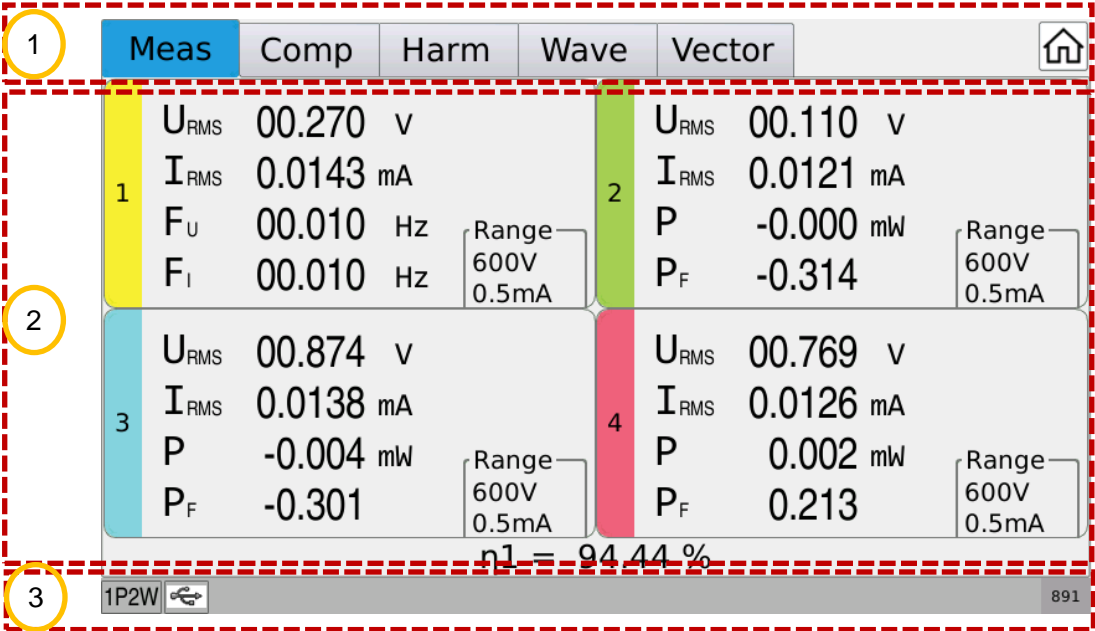 1
Meas Comp Harm Wave Vector
2
1
URMS 00.270 V
IRMS 0.0143 mA
FU 00.010 Hz
FI 00.010 Hz
Range
600V
0.5mA
2
URMS 00.110 V
IRMS 0.0121 mA
P -0.000 mW
PF -0.314
Range
600V
0.5mA
3
URMS 00.874 V
IRMS 0.0138 mA
P -0.004 mW
PF -0.301
Range
600V
0.5mA
4
URMS 00.769 V
IRMS 0.0126 mA
P 0.002 mW
PF 0.213
Range
600V
0.5mA
η1 = 94.44 %
3
1P2W 891